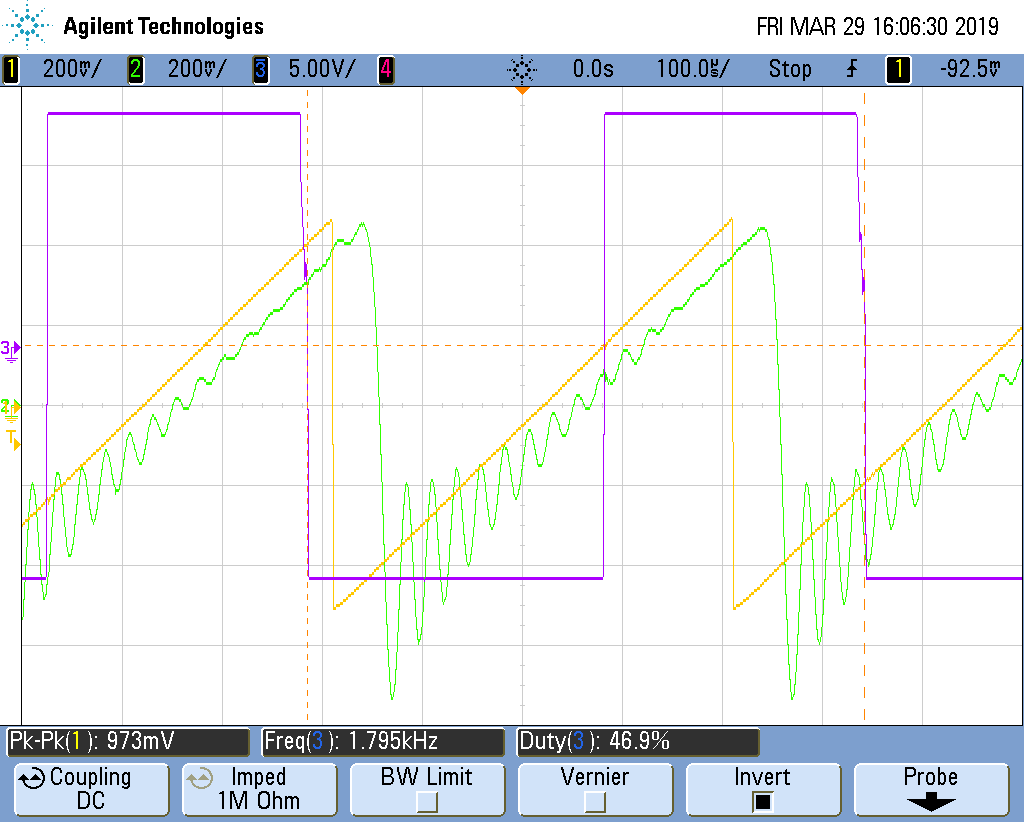 Agilent Technologies FRI MAR 29 16:06:30 2019
1 200mV/ 2 200mV/ 3 5.00V/ 4 0.0s 100.0µs/ Stop 1 -92.5mV
3
2
T
Pk-Pk(1): 973mV Freq(3): 1.795kHz Duty(3): 46.9%
Coupling Imped BW Limit Vernier Invert Probe
DC 1M Ohm